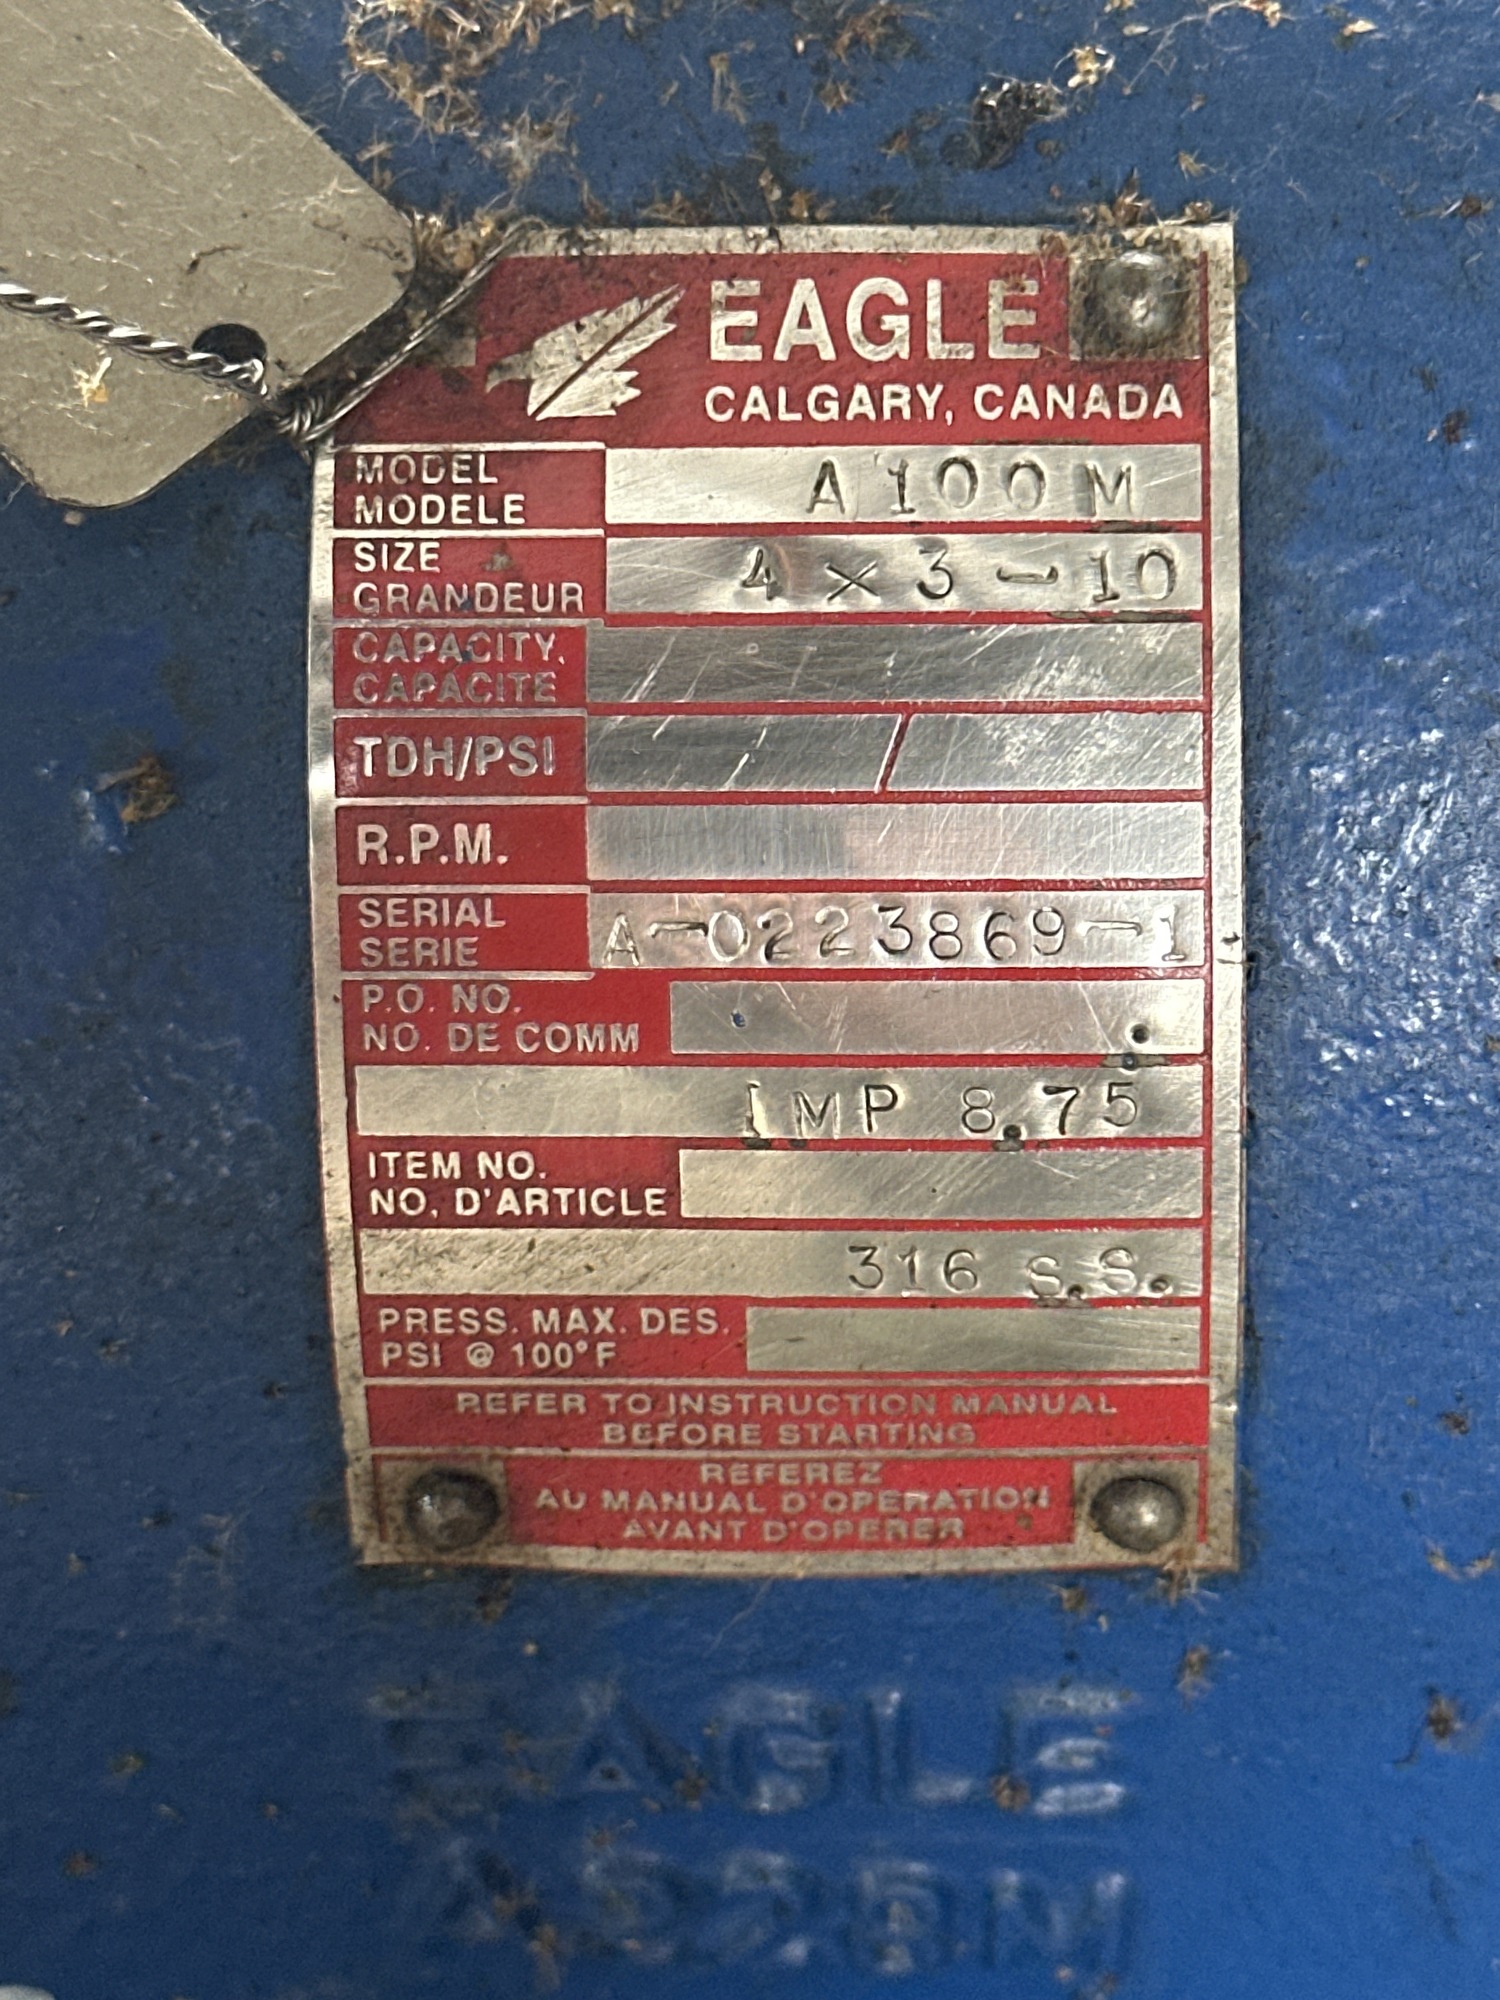 EAGLE
CALGARY, CANADA
MODEL
MODELE
A100M
SIZE
GRANDEUR
4 x 3 - 10
CAPACITY.
CAPACITE
TDH/PSI /
R.P.M.
SERIAL
SERIE
A-0223869-1
P.O. NO.
NO. DE COMM
IMP 8.75
ITEM NO.
NO. D'ARTICLE
316 S.S.
PRESS. MAX. DES.
PSI @ 100°F
REFER TO INSTRUCTION MANUAL
BEFORE STARTING
REFEREZ
AU MANUAL D'OPERATION
AVANT D'OPERER
EAGLE